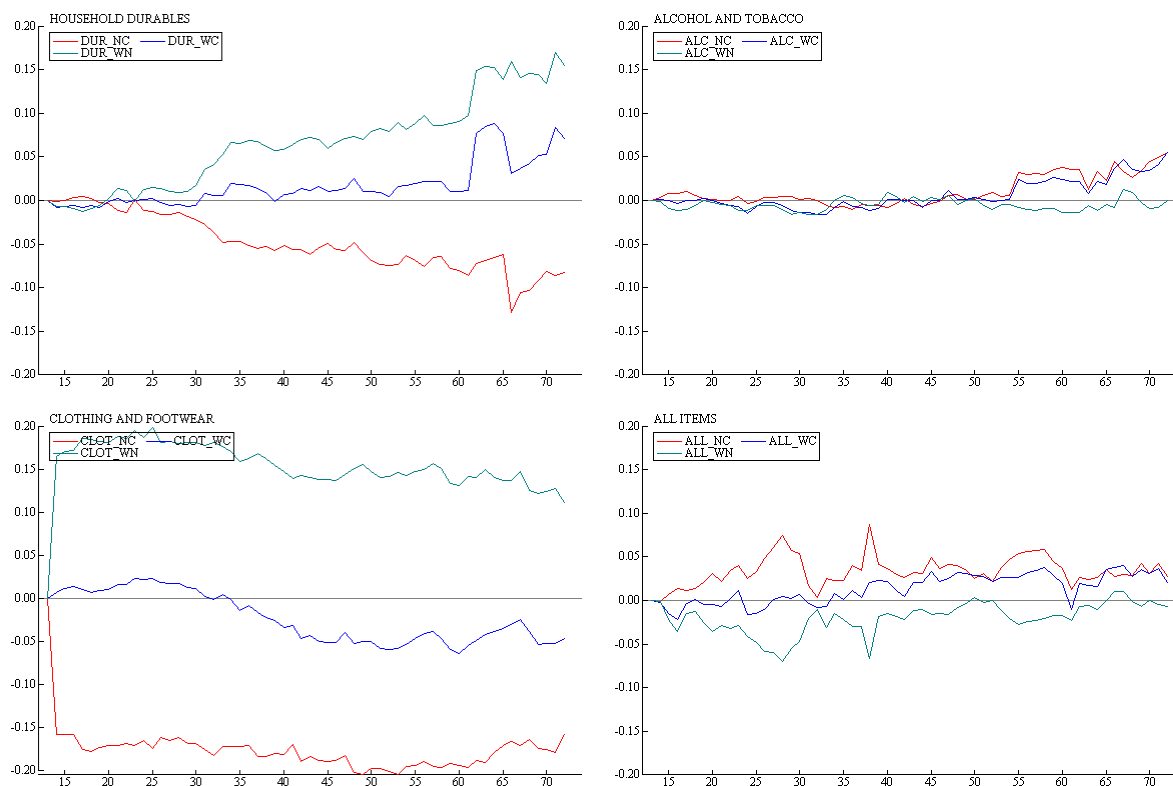 HOUSEHOLD DURABLES
DUR_NC DUR_WC
DUR_WN
0.20
0.15
0.10
0.05
0.00
-0.05
-0.10
-0.15
-0.20
15 20 25 30 35 40 45 50 55 60 65 70
ALCOHOL AND TOBACCO
ALC_NC ALC_WC
ALC_WN
0.20
0.15
0.10
0.05
0.00
-0.05
-0.10
-0.15
-0.20
15 20 25 30 35 40 45 50 55 60 65 70
CLOTHING AND FOOTWEAR
CLOT_NC CLOT_WC
CLOT_WN
0.20
0.15
0.10
0.05
0.00
-0.05
-0.10
-0.15
-0.20
15 20 25 30 35 40 45 50 55 60 65 70
ALL ITEMS
ALL_NC ALL_WC
ALL_WN
0.20
0.15
0.10
0.05
0.00
-0.05
-0.10
-0.15
-0.20
15 20 25 30 35 40 45 50 55 60 65 70